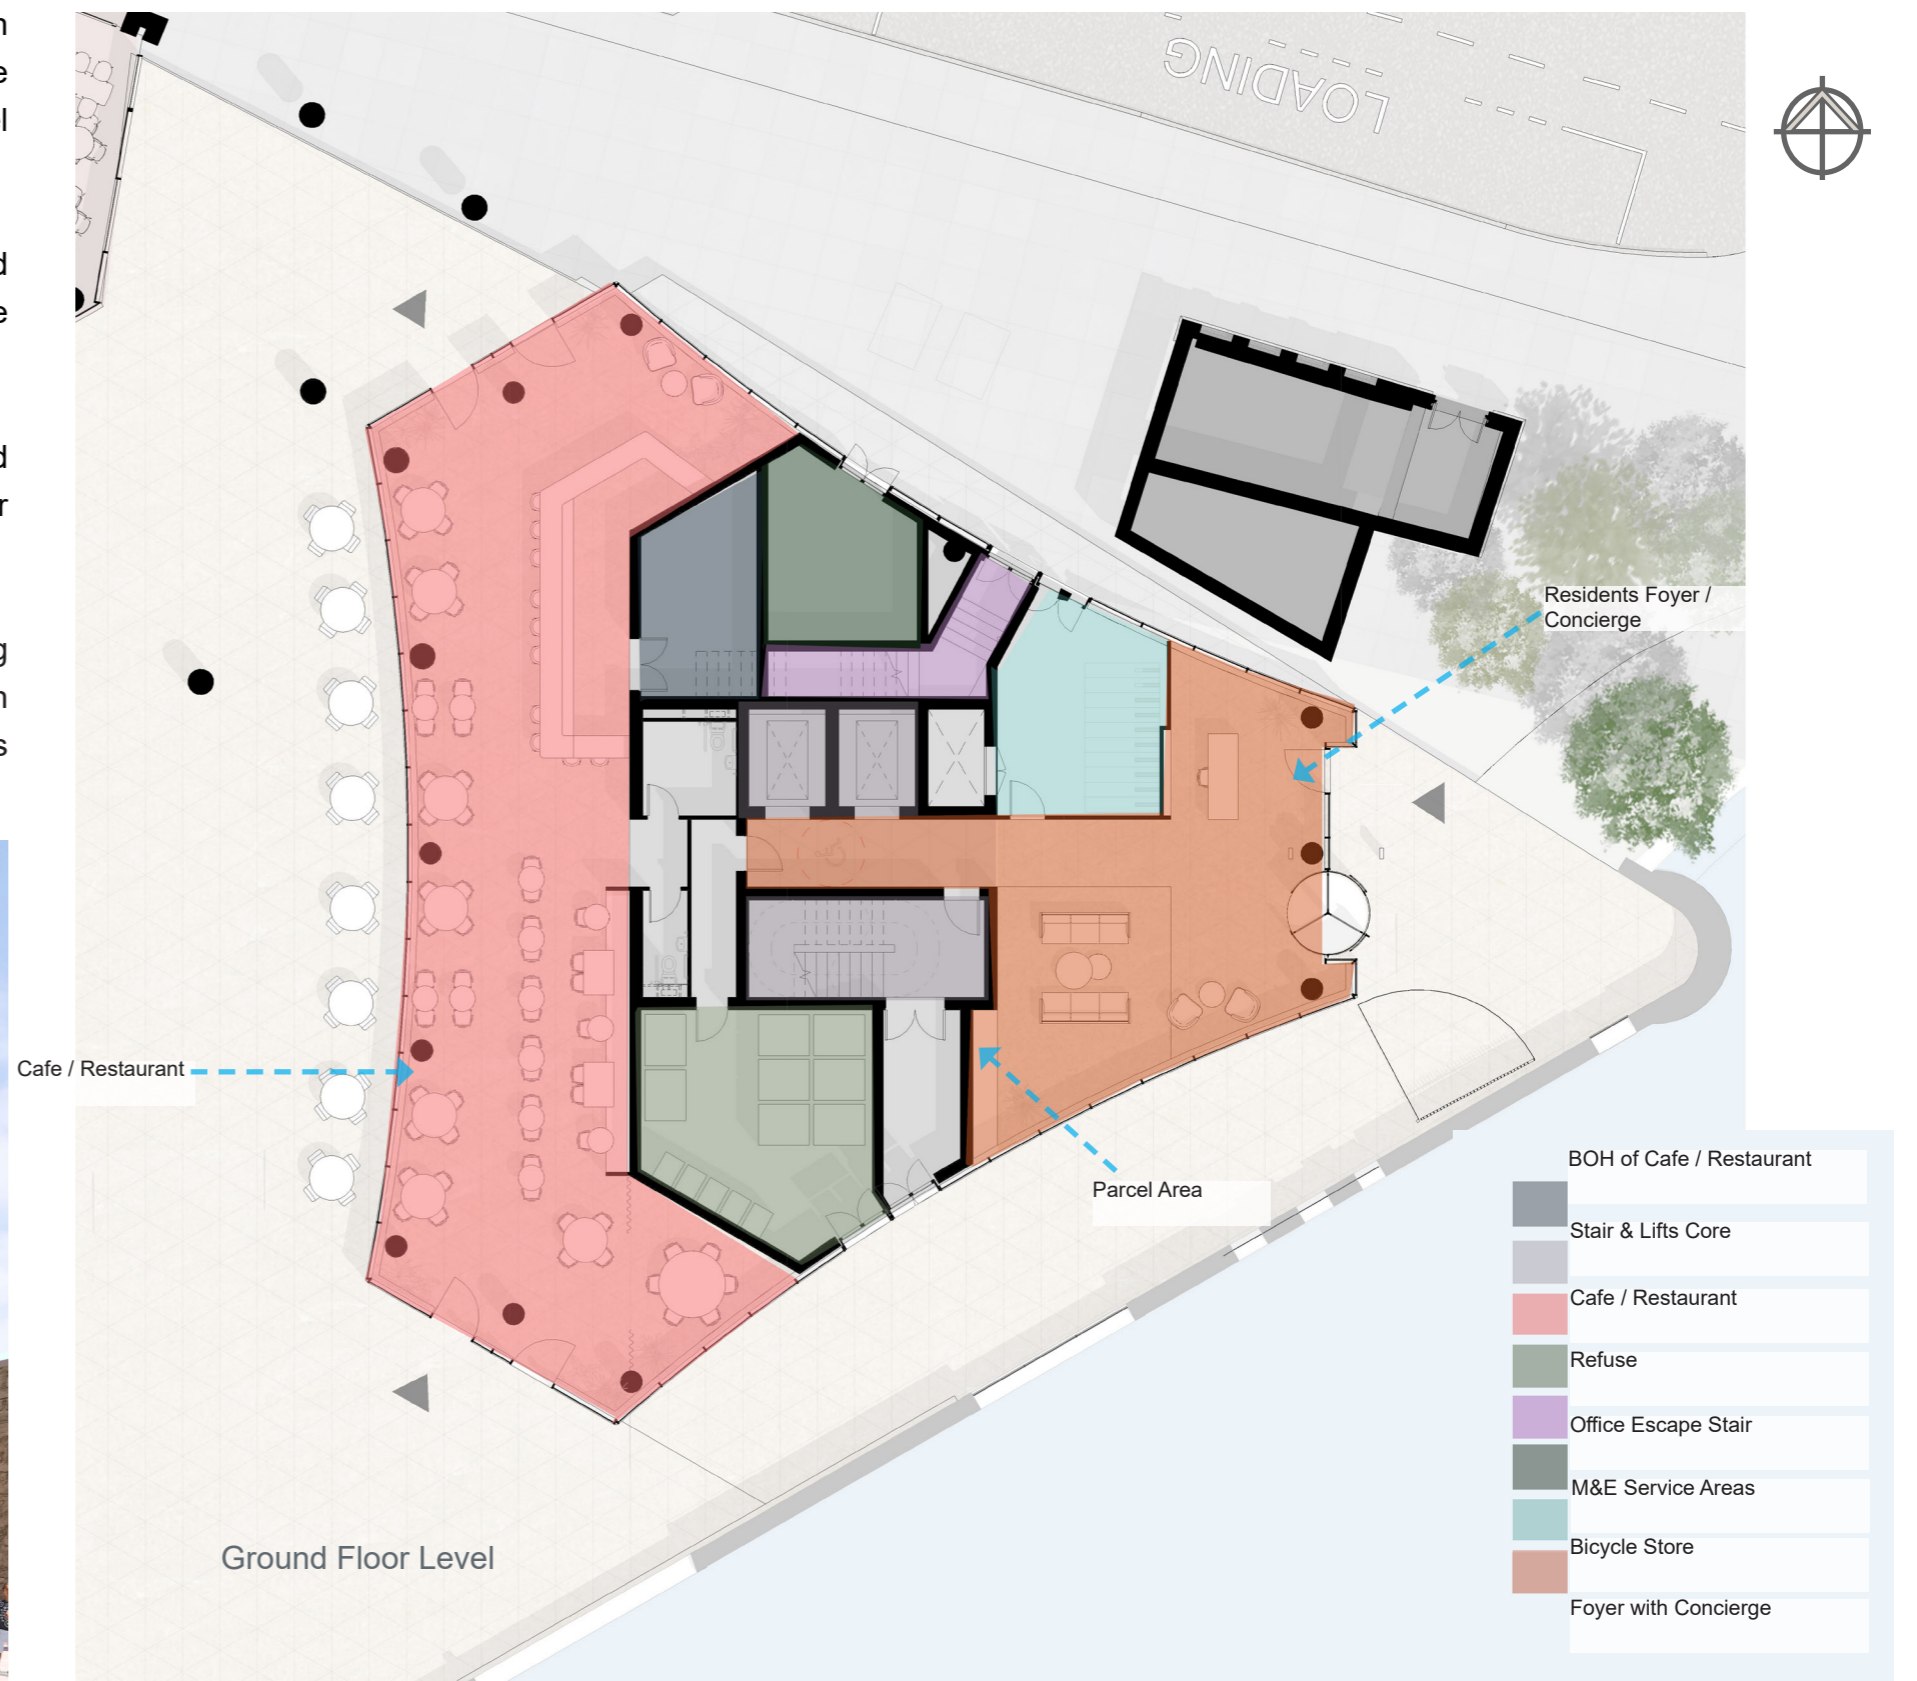 n
e
l
d
e
d
r
g
n
s
LOADING
Residents Foyer /
Concierge
Cafe / Restaurant
Parcel Area
BOH of Cafe / Restaurant
Stair & Lifts Core
Cafe / Restaurant
Refuse
Office Escape Stair
M&E Service Areas
Bicycle Store
Foyer with Concierge
Ground Floor Level